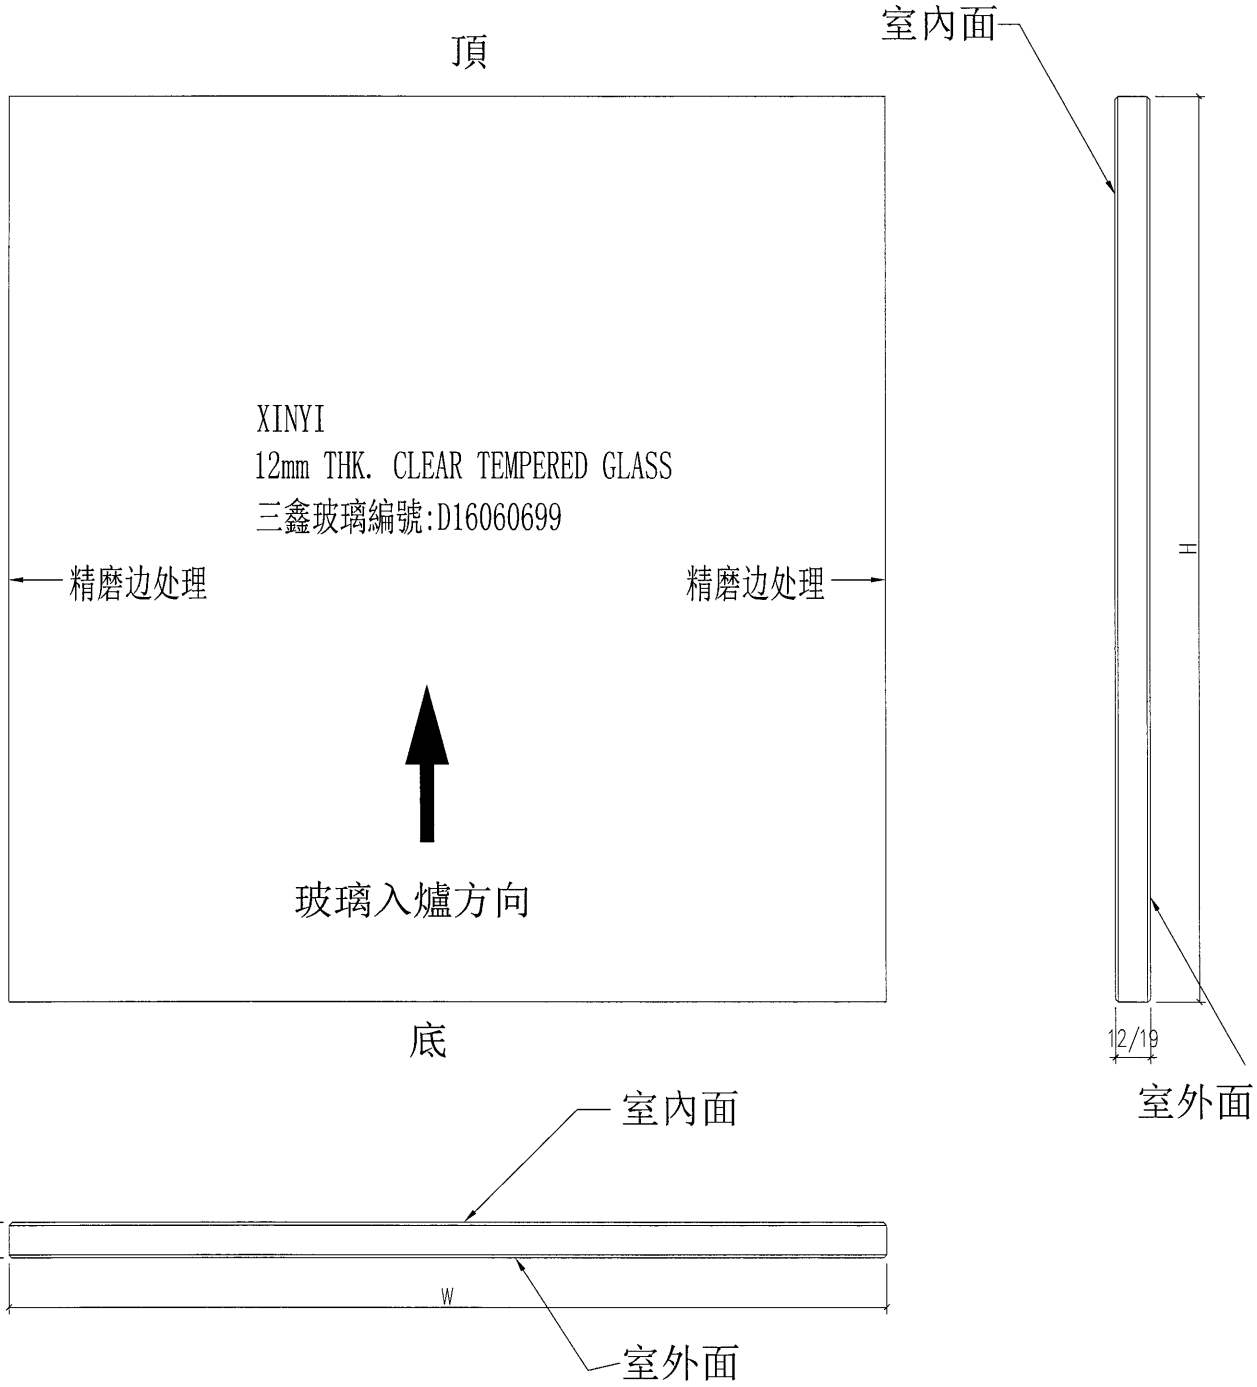 室內面
頂
XINYI
12mm THK. CLEAR TEMPERED GLASS
三鑫玻璃編號:D16060699
精磨边处理
精磨边处理
H
玻璃入爐方向
底
12/19
室外面
室內面
W
室外面